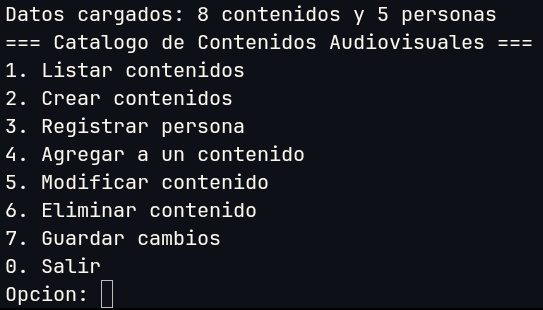 Datos cargados: 8 contenidos y 5 personas
=== Catalogo de Contenidos Audiovisuales ===
1. Listar contenidos
2. Crear contenidos
3. Registrar persona
4. Agregar a un contenido
5. Modificar contenido
6. Eliminar contenido
7. Guardar cambios
0. Salir
Opcion: